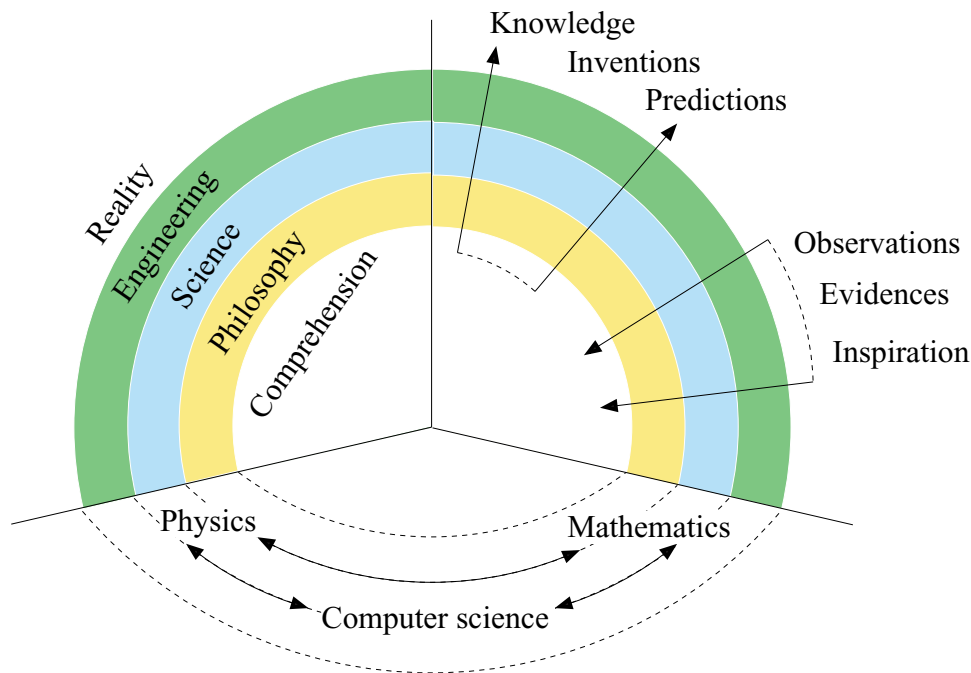 Knowledge
Inventions
Predictions
Reality
Engineering
Science
Philosophy
Comprehension
Observations
Evidences
Inspiration
Physics
Mathematics
Computer science